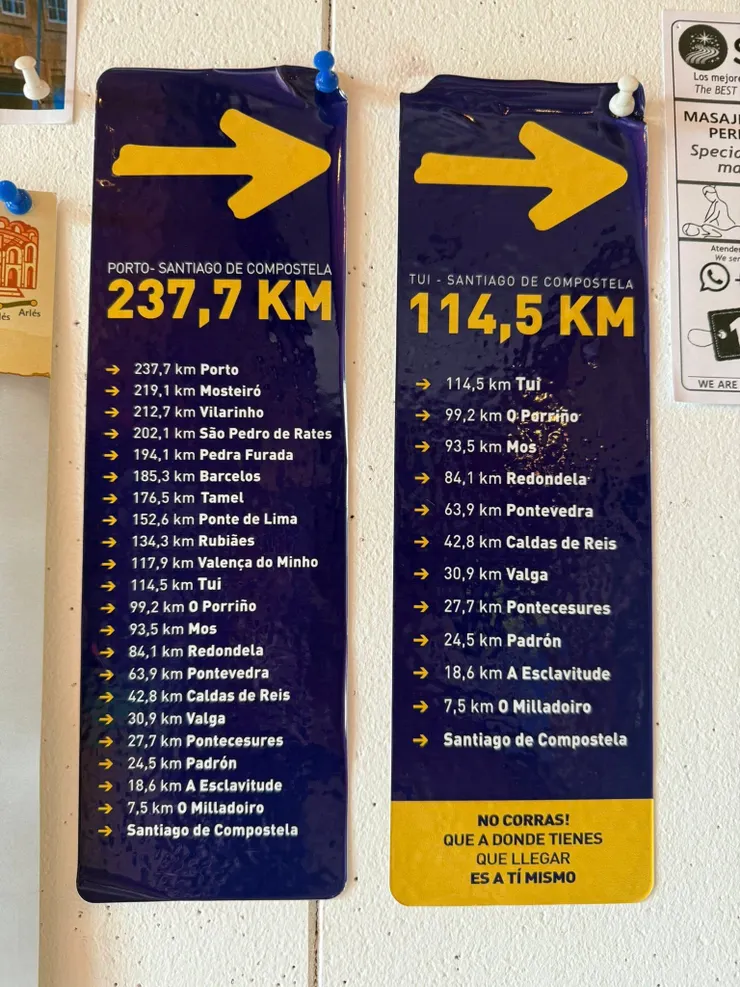 PORTO- SANTIAGO DE COMPOSTELA
237,7 KM
237,7 km Porto
219,1 km Mosteiró
212,7 km Vilarinho
202,1 km São Pedro de Rates
194,1 km Pedra Furada
185,3 km Barcelos
176,5 km Tamel
152,6 km Ponte de Lima
134,3 km Rubiães
117,9 km Valença do Minho
114,5 km Tui
99,2 km O Porriño
93,5 km Mos
84,1 km Redondela
63,9 km Pontevedra
42,8 km Caldas de Reis
30,9 km Valga
27,7 km Pontecesures
24,5 km Padrón
18,6 km A Esclavitude
7,5 km O Milladoiro
Santiago de Compostela
TUI - SANTIAGO DE COMPOSTELA
114,5 KM
114,5 km Tui
99,2 km O Porriño
93,5 km Mos
84,1 km Redondela
63,9 km Pontevedra
42,8 km Caldas de Reis
30,9 km Valga
27,7 km Pontecesures
24,5 km Padrón
18,6 km A Esclavitude
7,5 km O Milladoiro
Santiago de Compostela
NO CORRAS!
QUE A DONDE TIENES
QUE LLEGAR
ES A TÍ MISMO
Arlés
Los mejore
The BEST
MASAJ
PER
Specia
ma
Atende
We ser
WE ARE